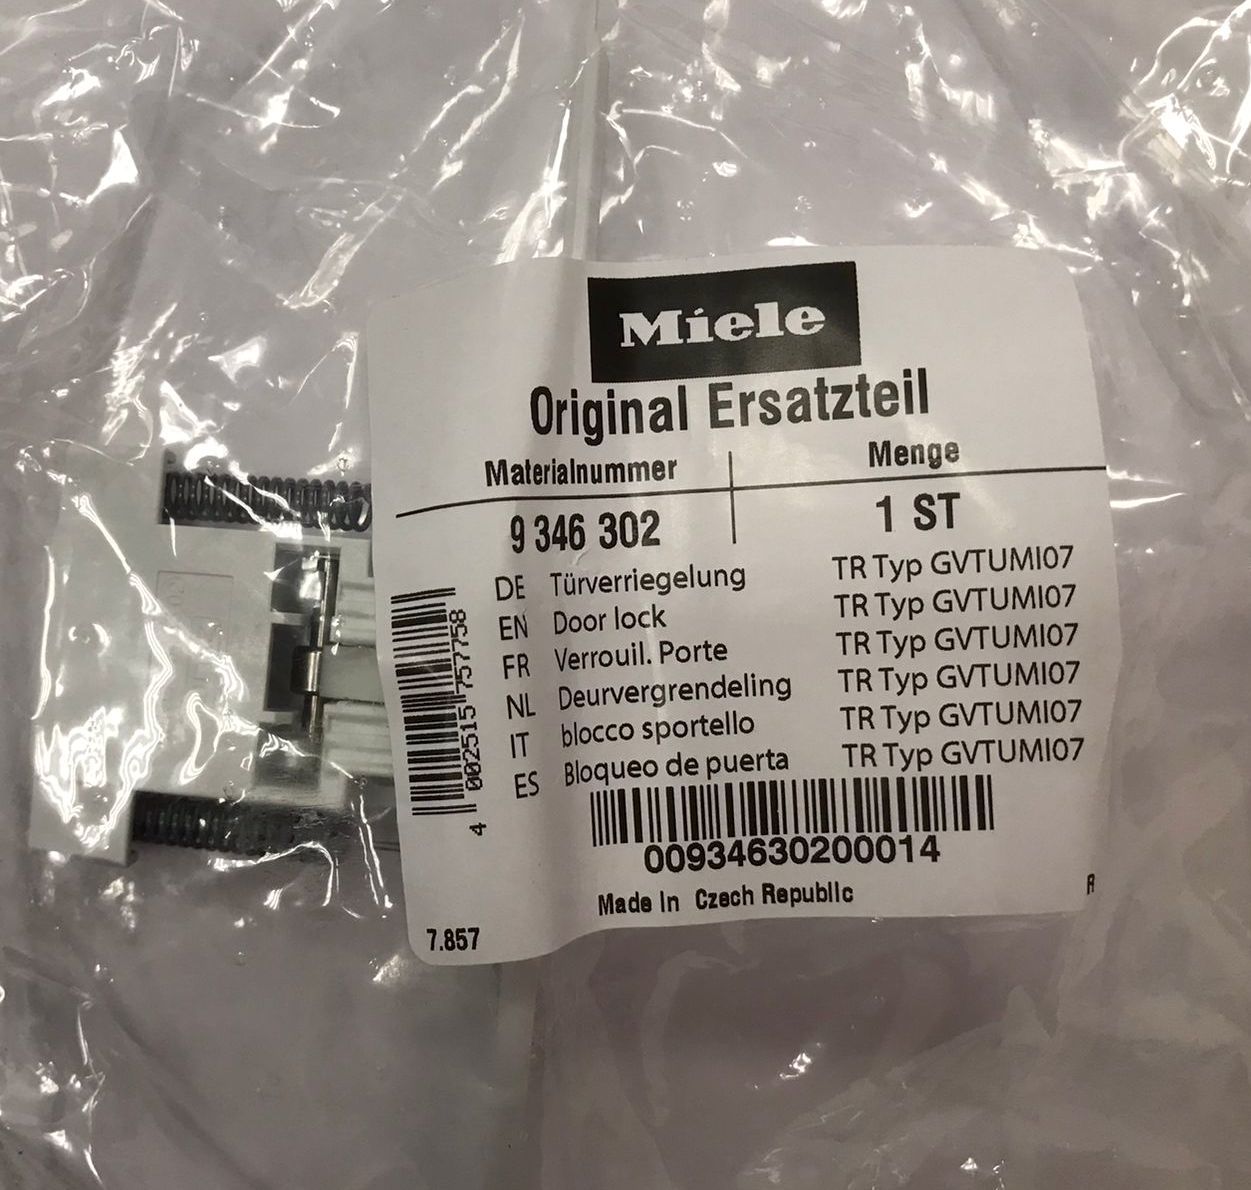 Miele
Original Ersatzteil
Materialnummer Menge
9 346 302 1 ST
DE Türverriegelung TR Typ GVTUMI07
EN Door lock TR Typ GVTUMI07
FR Verrouil. Porte TR Typ GVTUMI07
NL Deurvergrendeling TR Typ GVTUMI07
IT blocco sportello TR Typ GVTUMI07
ES Bloqueo de puerta TR Typ GVTUMI07
4 002515 757758
00934630200014
Made In Czech Republic
R
7.857